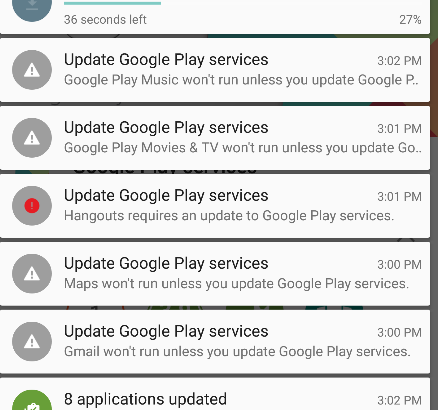 36 seconds left 27%
Update Google Play services 3:02 PM
Google Play Music won't run unless you update Google P..
Update Google Play services 3:01 PM
Google Play Movies & TV won't run unless you update Go..
Update Google Play services 3:01 PM
Hangouts requires an update to Google Play services.
Update Google Play services 3:00 PM
Maps won't run unless you update Google Play services.
Update Google Play services 3:00 PM
Gmail won't run unless you update Google Play services.
8 applications updated 3:02 PM